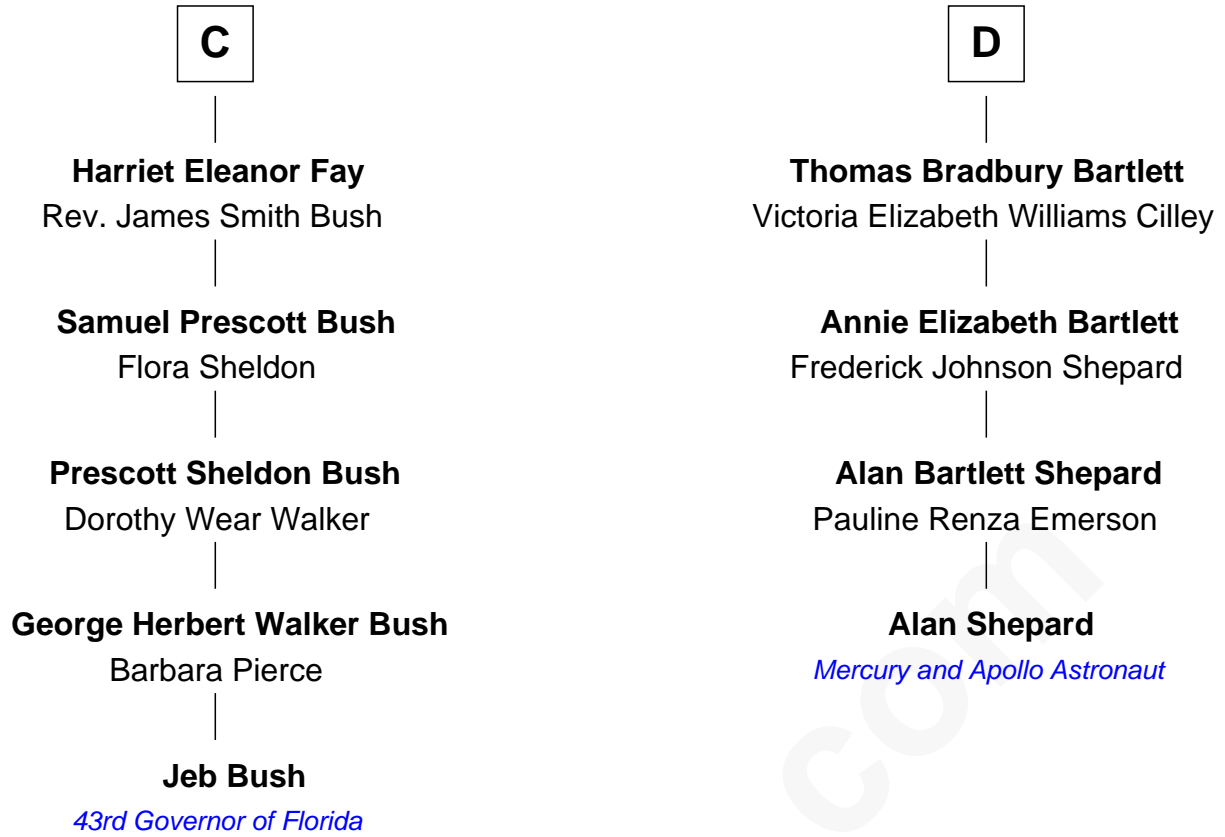 C
Harriet Eleanor Fay
Rev. James Smith Bush
Samuel Prescott Bush
Flora Sheldon
Prescott Sheldon Bush
Dorothy Wear Walker
George Herbert Walker Bush
Barbara Pierce
Jeb Bush
43rd Governor of Florida
D
Thomas Bradbury Bartlett
Victoria Elizabeth Williams Cilley
Annie Elizabeth Bartlett
Frederick Johnson Shepard
Alan Bartlett Shepard
Pauline Renza Emerson
Alan Shepard
Mercury and Apollo Astronaut
com